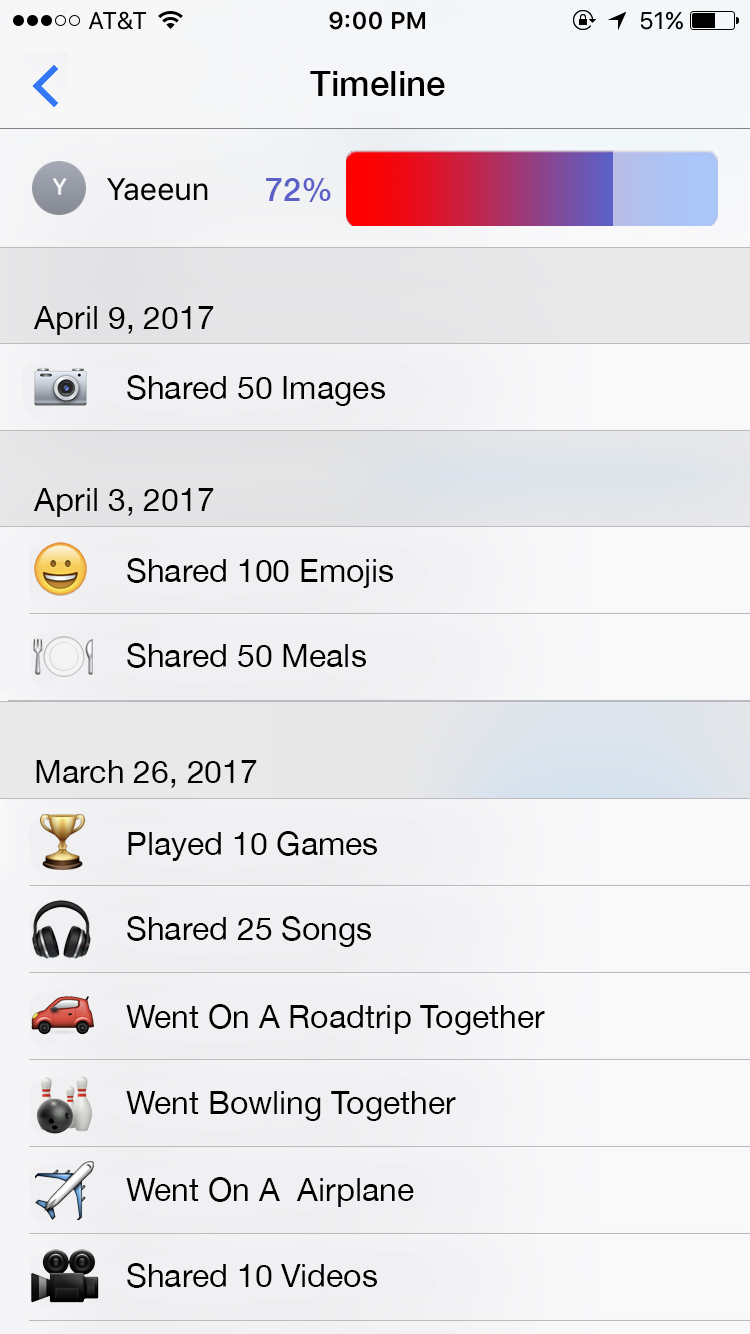 AT&T 9:00 PM 51%
Timeline
Y Yaeeun 72%
April 9, 2017
Shared 50 Images
April 3, 2017
Shared 100 Emojis
Shared 50 Meals
March 26, 2017
Played 10 Games
Shared 25 Songs
Went On A Roadtrip Together
Went Bowling Together
Went On A  Airplane
Shared 10 Videos